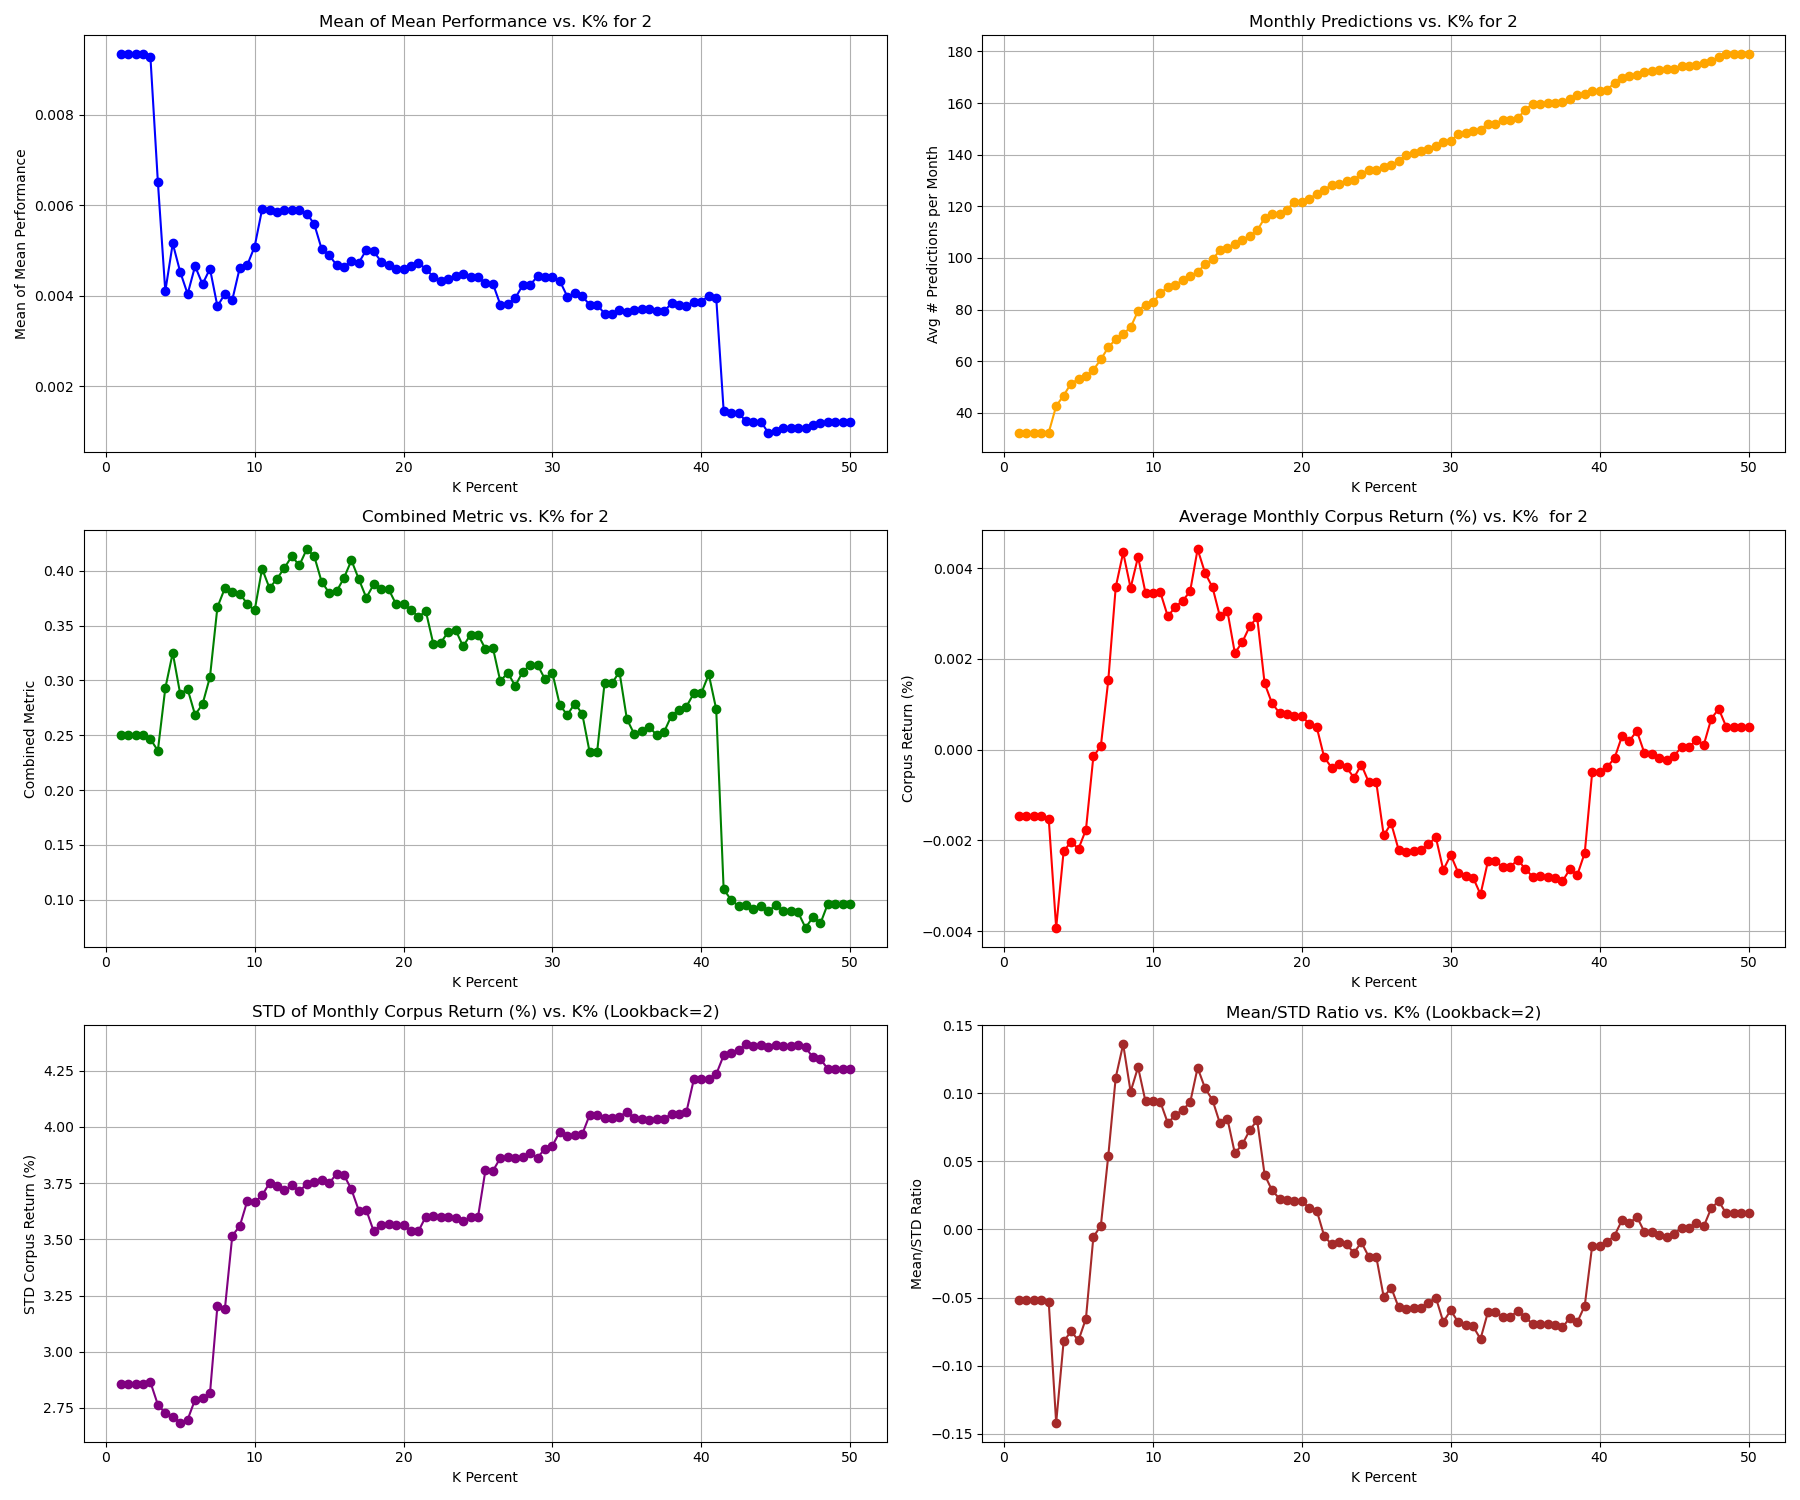 Mean of Mean Performance vs. K% for 2
Mean of Mean Performance
0.008
0.006
0.004
0.002
0 10 20 30 40 50
K Percent
Monthly Predictions vs. K% for 2
Avg # Predictions per Month
180
160
140
120
100
80
60
40
0 10 20 30 40 50
K Percent
Combined Metric vs. K% for 2
Combined Metric
0.40
0.35
0.30
0.25
0.20
0.15
0.10
0 10 20 30 40 50
K Percent
Average Monthly Corpus Return (%) vs. K%  for 2
Corpus Return (%)
0.004
0.002
0.000
−0.002
−0.004
0 10 20 30 40 50
K Percent
STD of Monthly Corpus Return (%) vs. K% (Lookback=2)
STD Corpus Return (%)
4.25
4.00
3.75
3.50
3.25
3.00
2.75
0 10 20 30 40 50
K Percent
Mean/STD Ratio vs. K% (Lookback=2)
Mean/STD Ratio
0.15
0.10
0.05
0.00
−0.05
−0.10
−0.15
0 10 20 30 40 50
K Percent